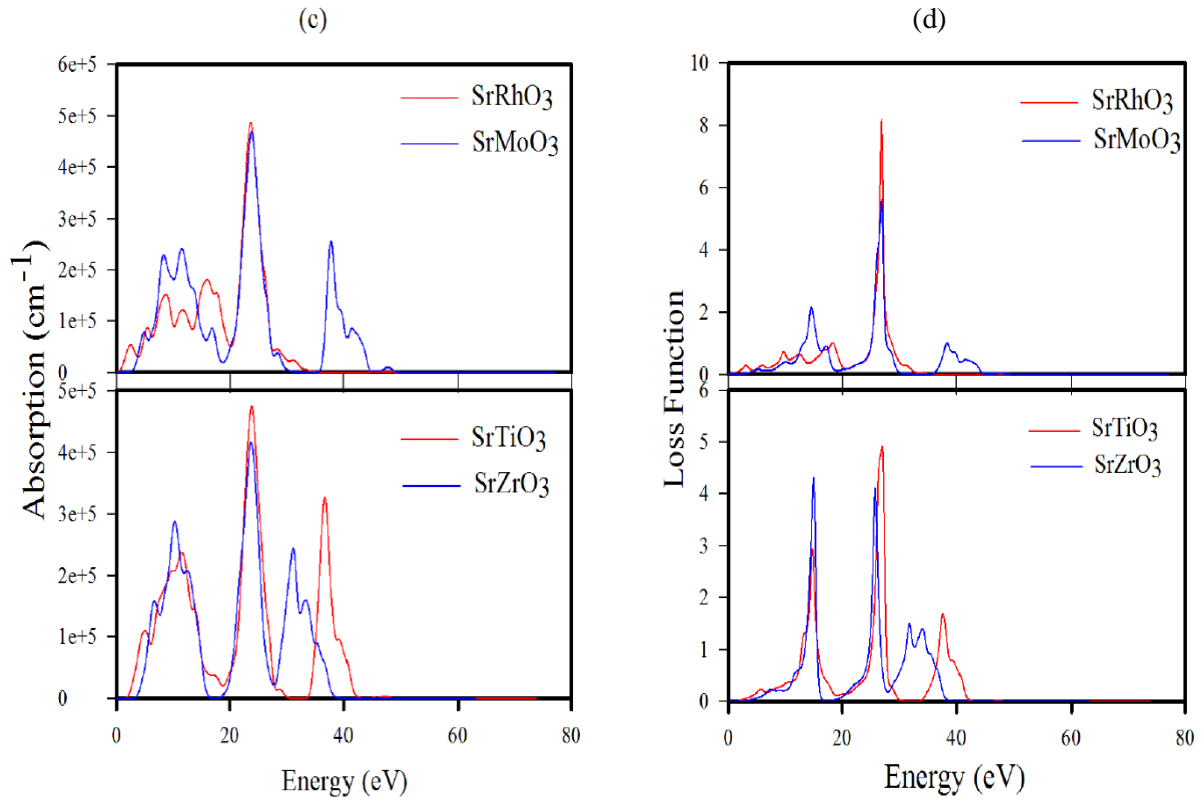 (c)
6e+5
5e+5
4e+5
3e+5
2e+5
1e+5
0
SrRhO3
SrMoO3
5e+5
4e+5
3e+5
2e+5
1e+5
0
SrTiO3
SrZrO3
Absorption (cm-1)
0 20 40 60 80
Energy (eV)
(d)
10
8
6
4
2
0
SrRhO3
SrMoO3
6
5
4
3
2
1
0
SrTiO3
SrZrO3
Loss Function
0 20 40 60 80
Energy (eV)